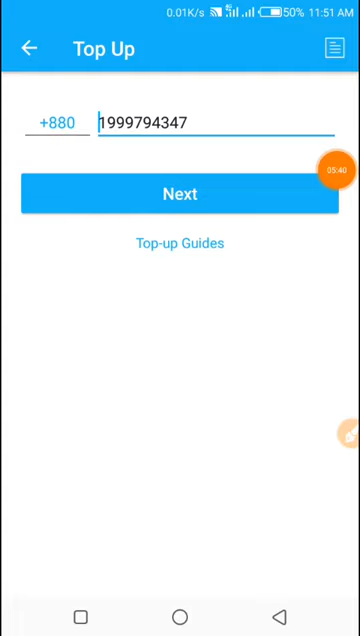 0.01K/s 50% 11:51 AM
Top Up
+880 1999794347
05:40
Next
Top-up Guides